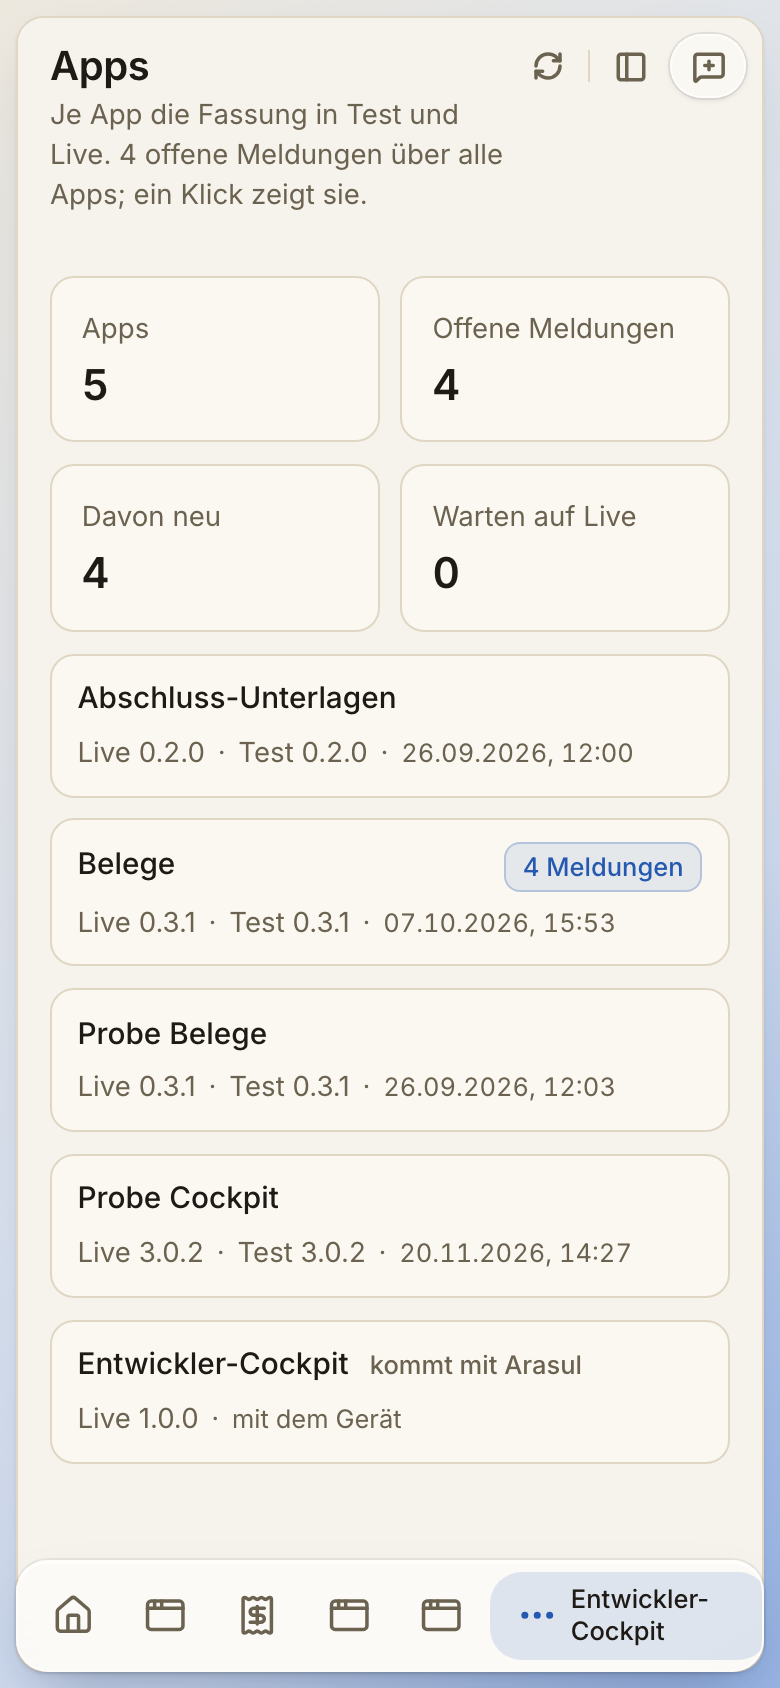 Apps
Je App die Fassung in Test und
Live. 4 offene Meldungen über alle
Apps; ein Klick zeigt sie.
Apps
5
Offene Meldungen
4
Davon neu
4
Warten auf Live
0
Abschluss-Unterlagen
Live 0.2.0 · Test 0.2.0 · 26.09.2026, 12:00
Belege
4 Meldungen
Live 0.3.1 · Test 0.3.1 · 07.10.2026, 15:53
Probe Belege
Live 0.3.1 · Test 0.3.1 · 26.09.2026, 12:03
Probe Cockpit
Live 3.0.2 · Test 3.0.2 · 20.11.2026, 14:27
Entwickler-Cockpit kommt mit Arasul
Live 1.0.0 · mit dem Gerät
Entwickler-
Cockpit